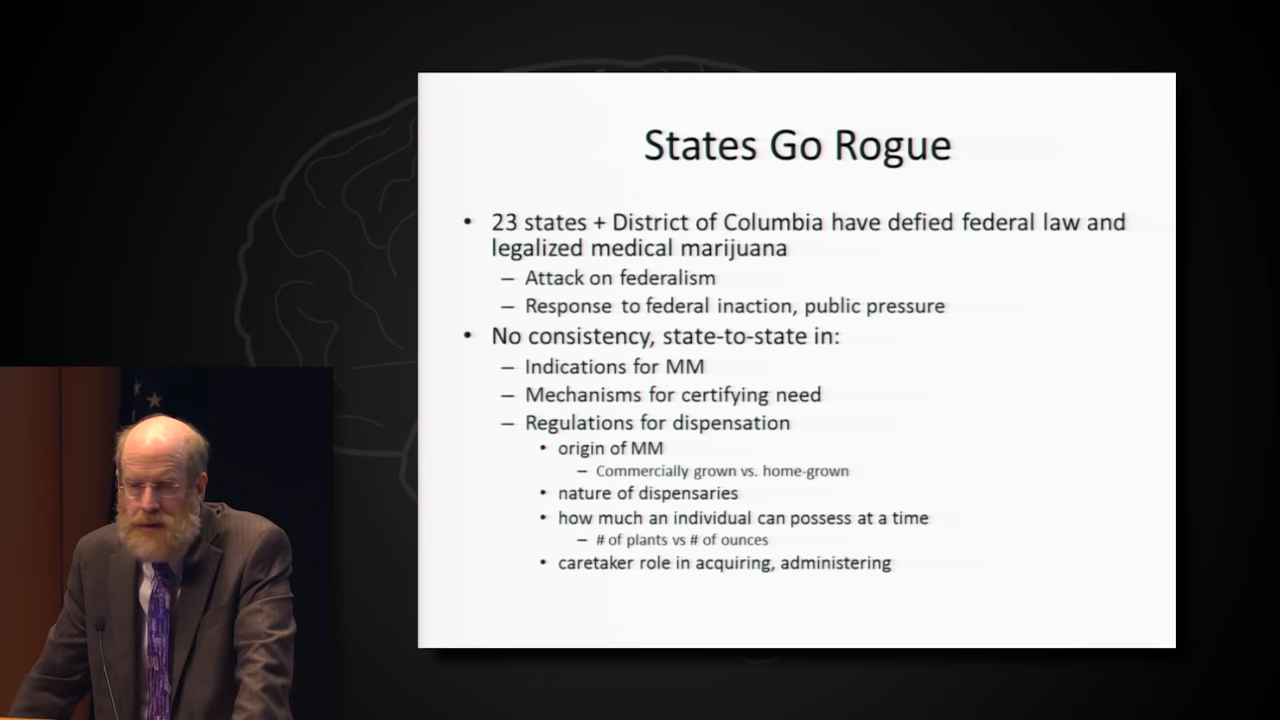 States Go Rogue
• 23 states + District of Columbia have defied federal law and
legalized medical marijuana
– Attack on federalism
– Response to federal inaction, public pressure
• No consistency, state-to-state in:
– Indications for MM
– Mechanisms for certifying need
– Regulations for dispensation
• origin of MM
– Commercially grown vs. home-grown
• nature of dispensaries
• how much an individual can possess at a time
– # of plants vs # of ounces
• caretaker role in acquiring, administering